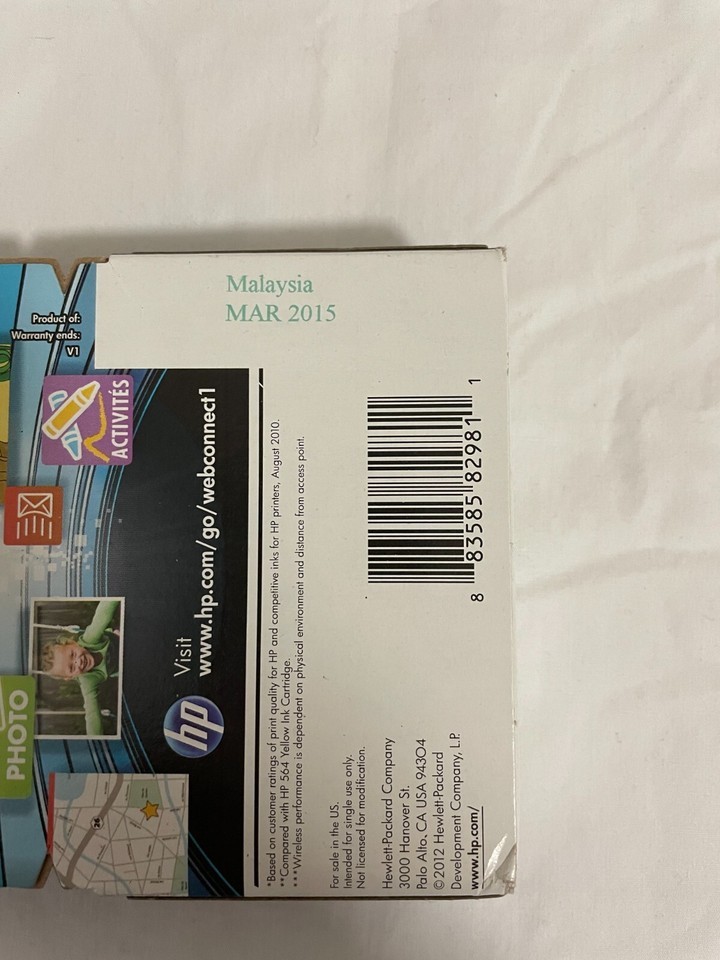 Malaysia
MAR 2015
Product of:
Warranty ends:
V1
ACTIVITÉS
PHOTO
26
hp
Visit
www.hp.com/go/webconnect1
*Based on customer ratings of print quality for HP and competitive inks for HP printers, August 2010.
**Compared with HP 564 Yellow Ink Cartridge.
***Wireless performance is dependent on physical environment and distance from access point.
For sale in the US.
Intended for single use only.
Not licensed for modification.
Hewlett-Packard Company
3000 Hanover St.
Palo Alto, CA USA 94304
©2012 Hewlett-Packard
Development Company, L.P.
www.hp.com/
8 83585 82981 1